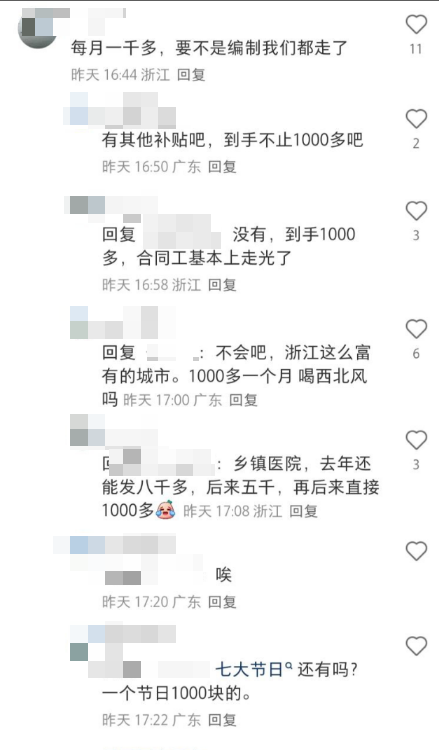 每月一千多，要不是编制我们都走了
11
昨天 16:44 浙江 回复
有其他补贴吧，到手不止1000多吧
2
昨天 16:50 广东 回复
回复 没有，到手1000
3
多，合同工基本上走光了
昨天 16:58 浙江 回复
回复 ：不会吧，浙江这么富
6
有的城市。1000多一个月 喝西北风
吗 昨天 17:00 广东 回复
：乡镇医院，去年还
3
能发八千多，后来五千，再后来直接
1000多😂 昨天 17:08 浙江 回复
唉
昨天 17:20 广东 回复
七大节日 还有吗？
一个节日1000块的。
昨天 17:22 广东 回复